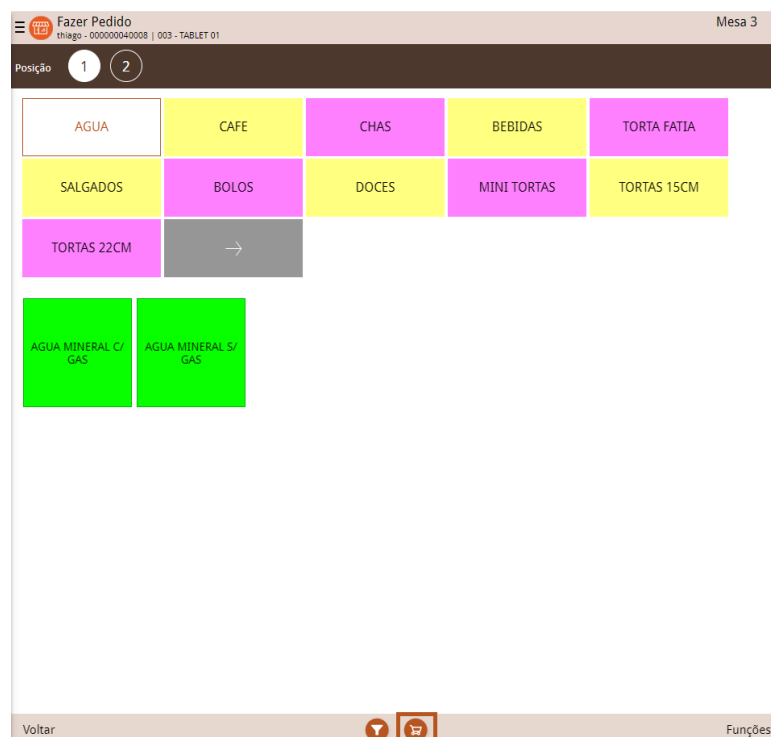 Fazer Pedido
Mesa 3
thiago - 000000040008 | 003 - TABLET 01
Posição 1 2
AGUA CAFE CHAS BEBIDAS TORTA FATIA
SALGADOS BOLOS DOCES MINI TORTAS TORTAS 15CM
TORTAS 22CM
AGUA MINERAL C/
GAS
AGUA MINERAL S/
GAS
Voltar Funções